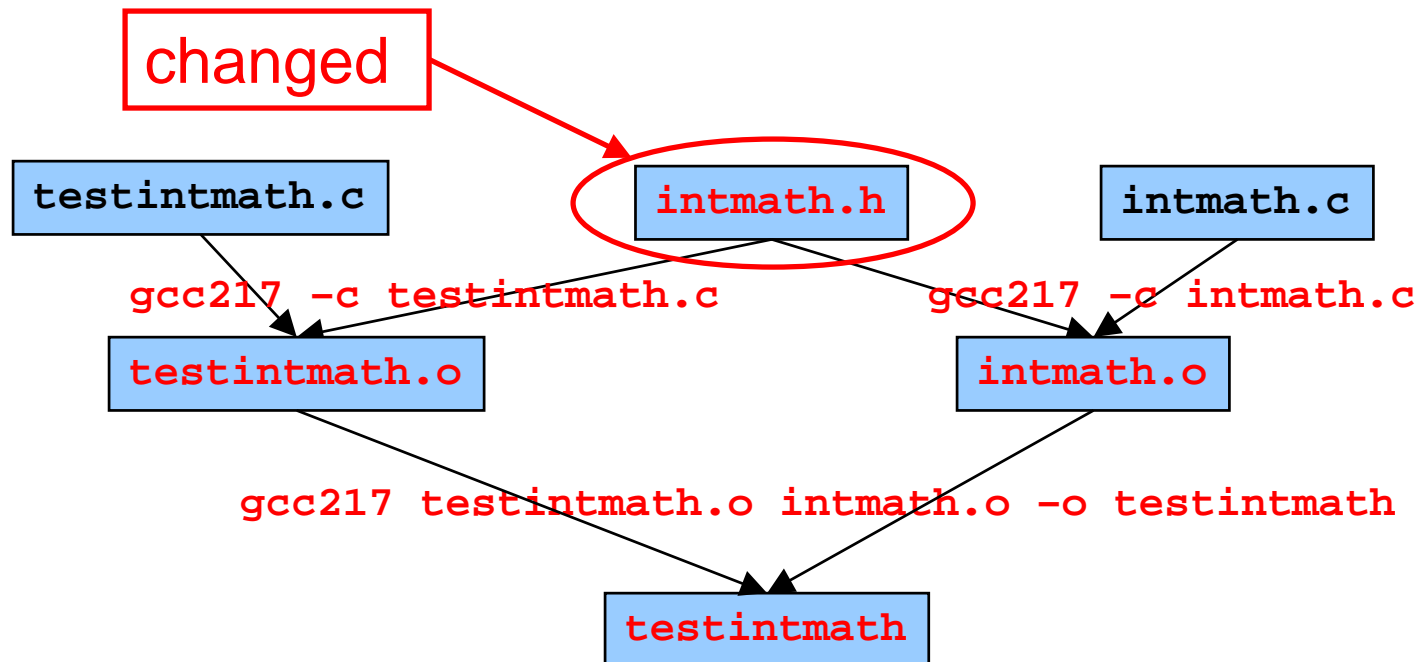 changed
testintmath.c
intmath.h
intmath.c
gcc217 –c testintmath.c
gcc217 –c intmath.c
testintmath.o
intmath.o
gcc217 testintmath.o intmath.o –o testintmath
testintmath